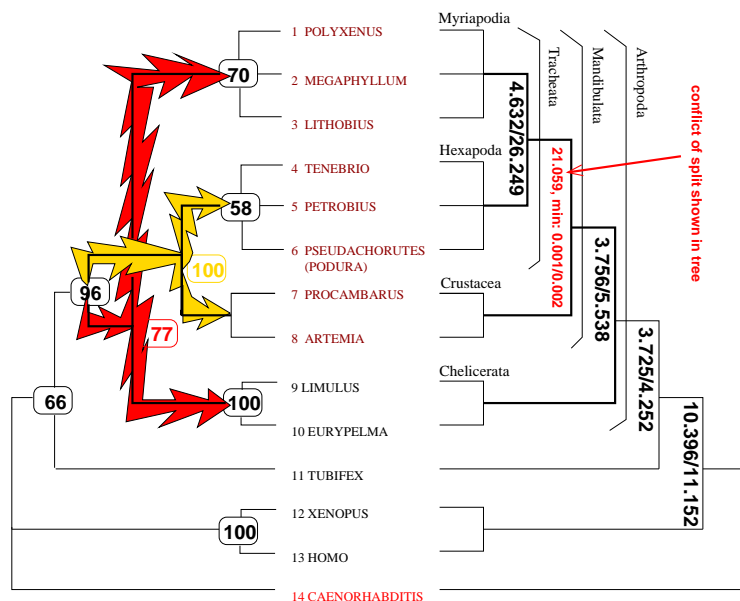 Myriapodia
1 POLYXENUS
2 MEGAPHYLLUM
3 LITHOBIUS
70
Hexapoda
4 TENEBRIO
5 PETROBIUS
6 PSEUDACHORUTES
(PODURA)
58
100
96
77
Crustacea
7 PROCAMBARUS
8 ARTEMIA
Chelicerata
9 LIMULUS
10 EURYPELMA
100
66
11 TUBIFEX
12 XENOPUS
13 HOMO
100
14 CAENORHABDITIS
Tracheata
Mandibulata
Arthropoda
4.632/26.249
21.059, min: 0.001/0.002
3.756/5.538
3.725/4.252
10.396/11.152
conflict of
split shown in tree